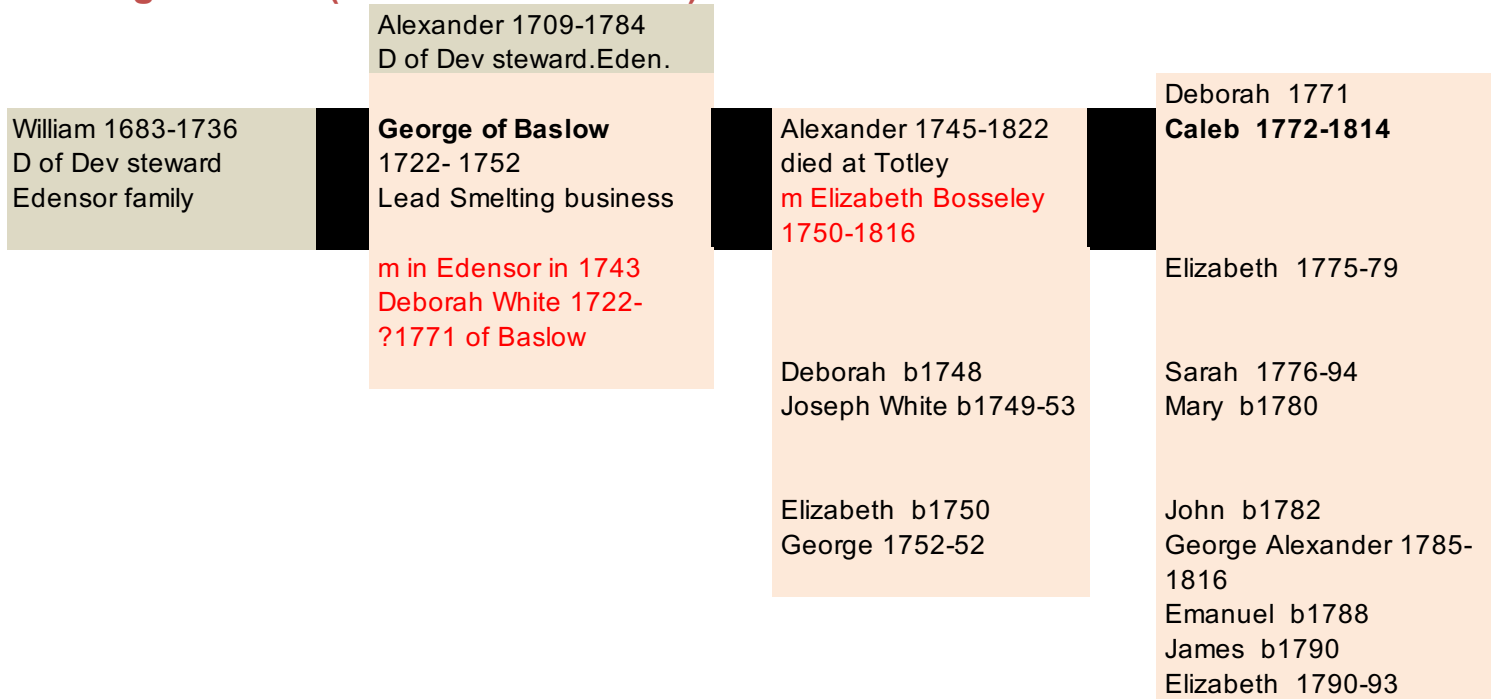 Alexander 1709-1784
D of Dev steward.Eden.
William 1683-1736
D of Dev steward
Edensor family
George of Baslow
1722- 1752
Lead Smelting business
m in Edensor in 1743
Deborah White 1722-
?1771 of Baslow
Alexander 1745-1822
died at Totley
m Elizabeth Bosseley
1750-1816
Deborah b1748
Joseph White b1749-53
Elizabeth b1750
George 1752-52
Deborah 1771
Caleb 1772-1814
Elizabeth 1775-79
Sarah 1776-94
Mary b1780
John b1782
George Alexander 1785-
1816
Emanuel b1788
James b1790
Elizabeth 1790-93